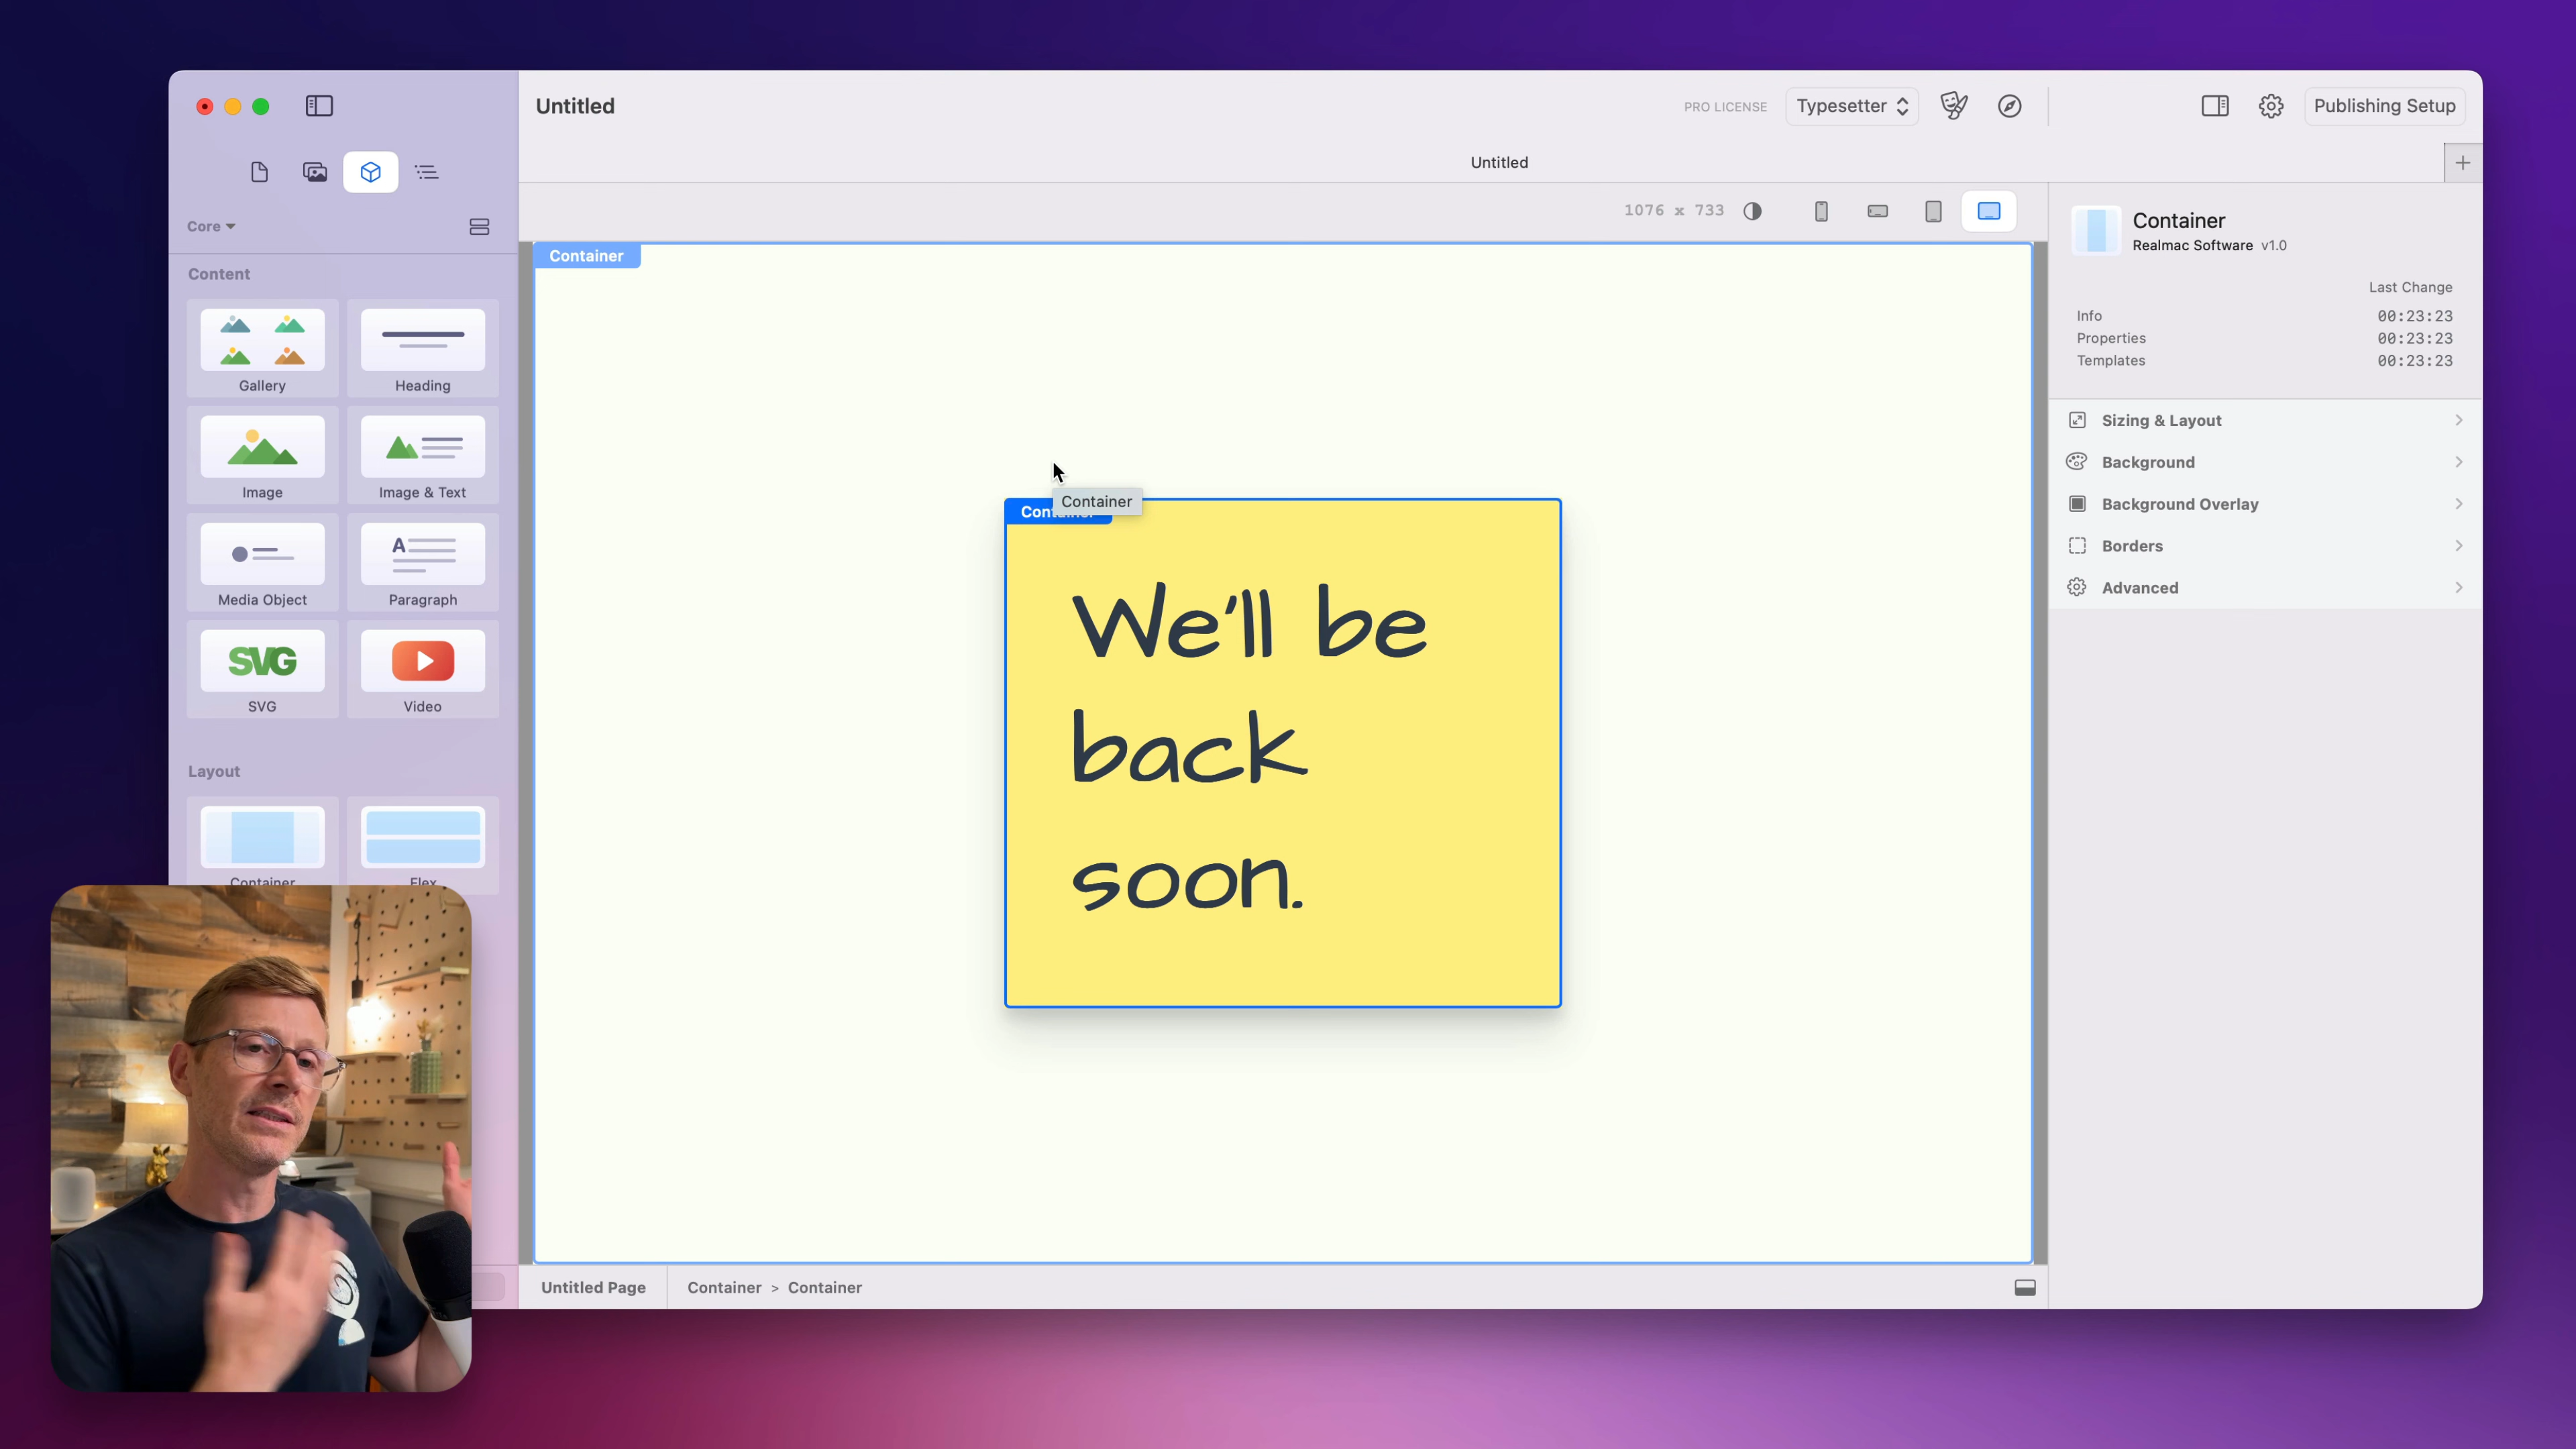 Untitled
PRO LICENSE
Typesetter
Publishing Setup
Untitled
Core
1076 x 733
Content
Gallery
Heading
Image
Image & Text
Media Object
A
Paragraph
SVG
SVG
Video
Layout
Container
Flex
Container
Container
We'll be
back
soon.
Untitled Page
Container > Container
Container
Realmac Software v1.0
Last Change
Info 00:23:23
Properties 00:23:23
Templates 00:23:23
Sizing & Layout
Background
Background Overlay
Borders
Advanced